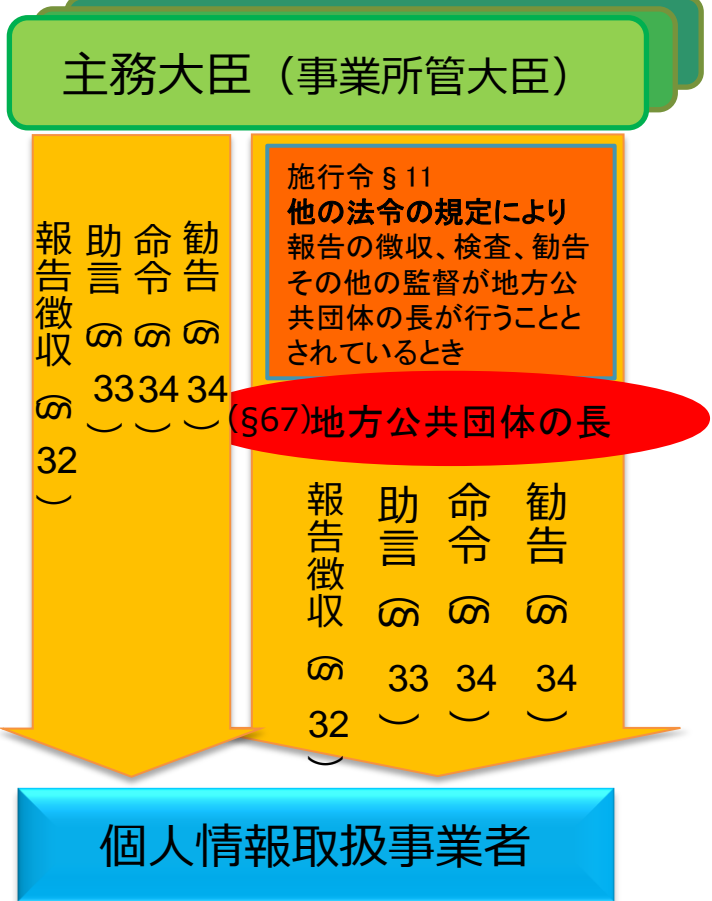 主務大臣（事業所管大臣）
報告徴収（§32）
助言（§33）
命令（§34）
勧告（§34）
施行令§11
他の法令の規定により
報告の徴収、検査、勧告
その他の監督が地方公
共団体の長が行うことと
されているとき
(§67)地方公共団体の長
報告徴収（§32）
助言（§33）
命令（§34）
勧告（§34）
個人情報取扱事業者